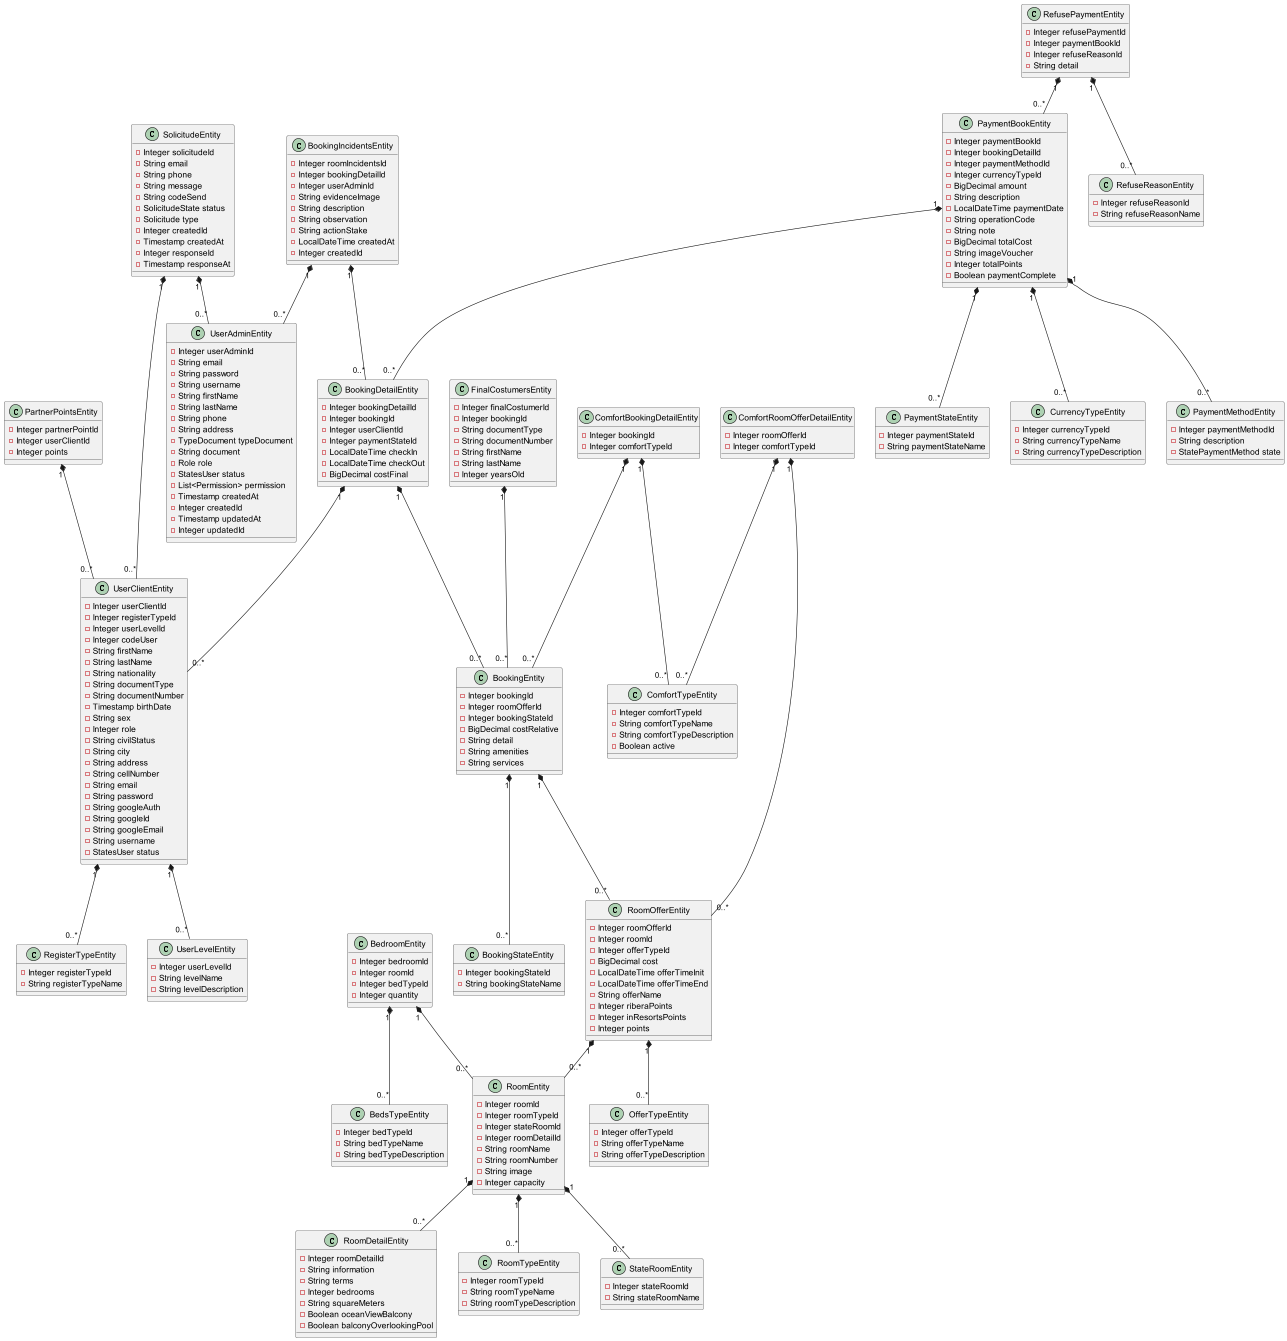 C RefusePaymentEntity
Integer refusePaymentId
Integer paymentBookId
Integer refuseReasonId
String detail
1
1
0..*
0..*
C PaymentBookEntity
Integer paymentBookId
Integer bookingDetailId
Integer paymentMethodId
Integer currencyTypeId
BigDecimal amount
String description
LocalDateTime paymentDate
String operationCode
String note
BigDecimal totalCost
String imageVoucher
Integer totalPoints
Boolean paymentComplete
1
1
1
1
C RefuseReasonEntity
Integer refuseReasonId
String refuseReasonName
C SolicitudeEntity
Integer solicitudeId
String email
String phone
String message
String codeSend
SolicitudeState status
Solicitude type
Integer createdId
Timestamp createdAt
Integer responseId
Timestamp responseAt
1
1
0..*
0..*
C BookingIncidentsEntity
Integer roomIncidentsId
Integer bookingDetailId
Integer userAdminId
String evidenceImage
String description
String observation
String actionStake
LocalDateTime createdAt
Integer createdId
1
1
0..*
0..*
0..*
C UserAdminEntity
Integer userAdminId
String email
String password
String username
String firstName
String lastName
String phone
String address
TypeDocument typeDocument
String document
Role role
StatesUser status
List<Permission> permission
Timestamp createdAt
Integer createdId
Timestamp updatedAt
Integer updatedId
C PartnerPointsEntity
Integer partnerPointId
Integer userClientId
Integer points
1
0..*
C BookingDetailEntity
Integer bookingDetailId
Integer bookingId
Integer userClientId
Integer paymentStateId
LocalDateTime checkIn
LocalDateTime checkOut
BigDecimal costFinal
1
1
0..*
0..*
C FinalCostumersEntity
Integer finalCostumerId
Integer bookingId
String documentType
String documentNumber
String firstName
String lastName
Integer yearsOld
1
0..*
C ComfortBookingDetailEntity
Integer bookingId
Integer comfortTypeId
1
1
0..*
0..*
C ComfortRoomOfferDetailEntity
Integer roomOfferId
Integer comfortTypeId
1
1
0..*
0..*
0..*
C PaymentStateEntity
Integer paymentStateId
String paymentStateName
0..*
C CurrencyTypeEntity
Integer currencyTypeId
String currencyTypeName
String currencyTypeDescription
0..*
C PaymentMethodEntity
Integer paymentMethodId
String description
StatePaymentMethod state
C UserClientEntity
Integer userClientId
Integer registerTypeId
Integer userLevelId
Integer codeUser
String firstName
String lastName
String nationality
String documentType
String documentNumber
Timestamp birthDate
String sex
Integer role
String civilStatus
String city
String address
String cellNumber
String email
String password
String googleAuth
String googleId
String googleEmail
String username
StatesUser status
1
1
0..*
0..*
C BookingEntity
Integer bookingId
Integer roomOfferId
Integer bookingStateId
BigDecimal costRelative
String detail
String amenities
String services
1
1
0..*
0..*
C ComfortTypeEntity
Integer comfortTypeId
String comfortTypeName
String comfortTypeDescription
Boolean active
C RegisterTypeEntity
Integer registerTypeId
String registerTypeName
C UserLevelEntity
Integer userLevelId
String levelName
String levelDescription
C BedroomEntity
Integer bedroomId
Integer roomId
Integer bedTypeId
Integer quantity
1
1
0..*
0..*
C BookingStateEntity
Integer bookingStateId
String bookingStateName
C RoomOfferEntity
Integer roomOfferId
Integer roomId
Integer offerTypeId
BigDecimal cost
LocalDateTime offerTimeInit
LocalDateTime offerTimeEnd
String offerName
Integer riberaPoints
Integer inResortsPoints
Integer points
1
1
0..*
0..*
C BedsTypeEntity
Integer bedTypeId
String bedTypeName
String bedTypeDescription
C RoomEntity
Integer roomId
Integer roomTypeId
Integer stateRoomId
Integer roomDetailId
String roomName
String roomNumber
String image
Integer capacity
1
1
1
0..*
0..*
0..*
C OfferTypeEntity
Integer offerTypeId
String offerTypeName
String offerTypeDescription
C RoomDetailEntity
Integer roomDetailId
String information
String terms
Integer bedrooms
String squareMeters
Boolean oceanViewBalcony
Boolean balconyOverlookingPool
C RoomTypeEntity
Integer roomTypeId
String roomTypeName
String roomTypeDescription
C StateRoomEntity
Integer stateRoomId
String stateRoomName